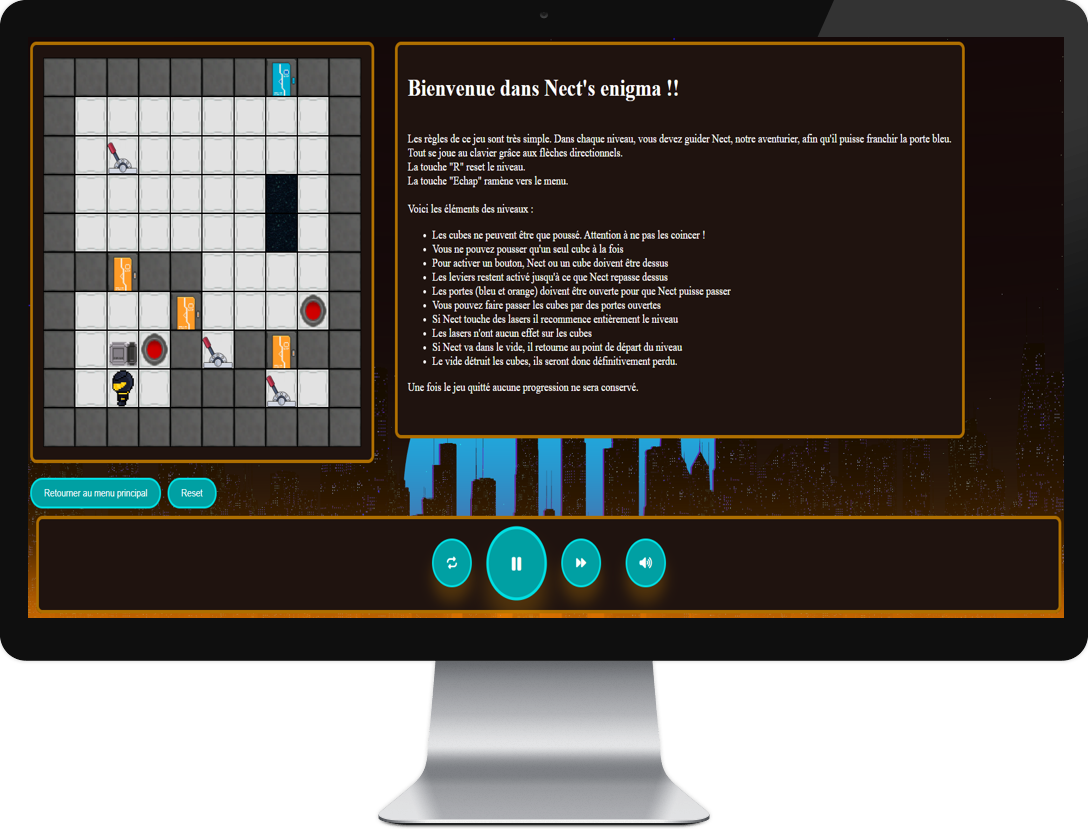 Bienvenue dans Nect's enigma !!
Les règles de ce jeu sont très simple. Dans chaque niveau, vous devez guider Nect, notre aventurier, afin qu'il puisse franchir la porte bleu.
Tout se joue au clavier grâce aux flèches directionnels.
La touche "R" reset le niveau.
La touche "Echap" ramène vers le menu.
Voici les éléments des niveaux :
• Les cubes ne peuvent être que poussé. Attention à ne pas les coincer !
• Vous ne pouvez pousser qu'un seul cube à la fois
• Pour activer un bouton, Nect ou un cube doivent être dessus
• Les leviers restent activé jusqu'à ce que Nect repasse dessus
• Les portes (bleu et orange) doivent être ouverte pour que Nect puisse passer
• Vous pouvez faire passer les cubes par des portes ouvertes
• Si Nect touche des lasers il recommence entièrement le niveau
• Les lasers n'ont aucun effet sur les cubes
• Si Nect va dans le vide, il retourne au point de départ du niveau
• Le vide détruit les cubes, ils seront donc définitivement perdu.
Une fois le jeu quitté aucune progression ne sera conservé.
Retourner au menu principal
Reset